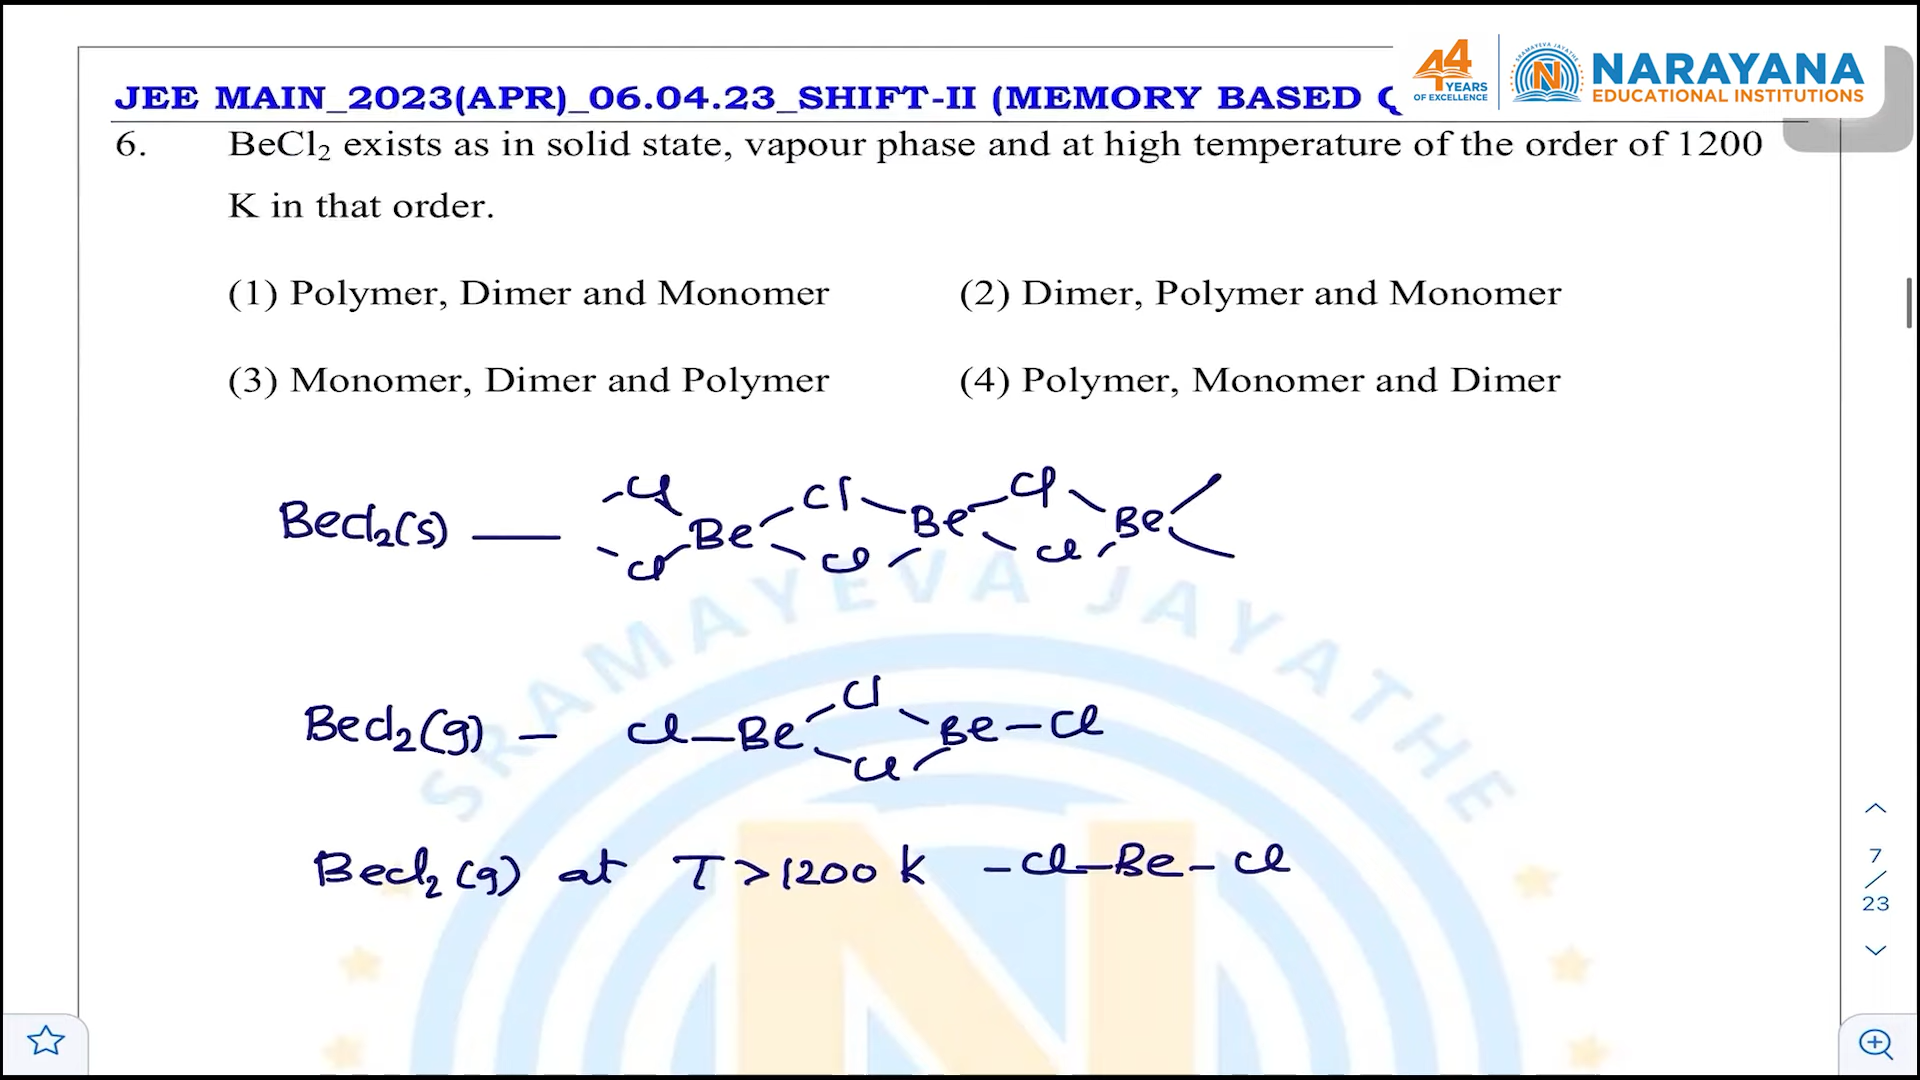 44 YEARS OF EXCELLENCE
SRAMAYEVA JAYATHE
N
NARAYANA
EDUCATIONAL INSTITUTIONS
JEE MAIN_2023(APR)_06.04.23_SHIFT-II (MEMORY BASED
6. BeCl₂ exists as in solid state, vapour phase and at high temperature of the order of 1200
K in that order.
(1) Polymer, Dimer and Monomer (2) Dimer, Polymer and Monomer
(3) Monomer, Dimer and Polymer (4) Polymer, Monomer and Dimer
Cl Cl Cl
BeCl₂(s) — Be Be Be
Cl Cl Cl
SRAMAYEVA JAYATHE
Cl
BeCl₂(g) – Cl–Be Be–Cl
Cl
BeCl₂(g) at T > 1200 K – Cl–Be–Cl
N
7
/
23